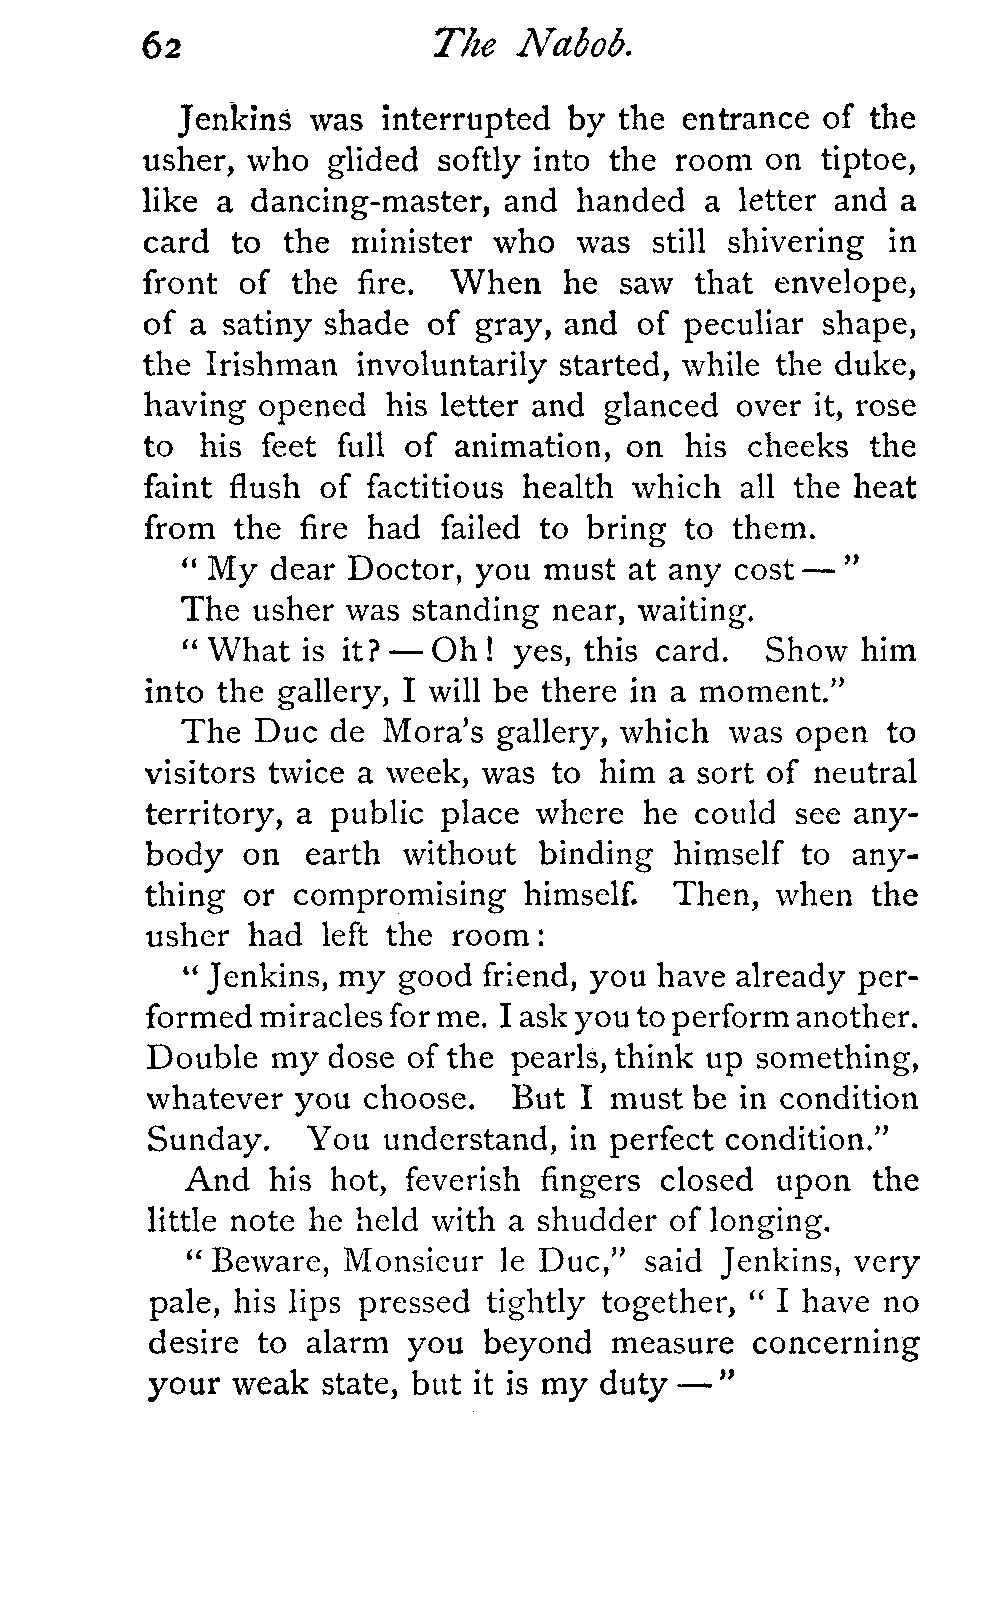 62 The Nabob.
Jenkins was interrupted by the entrance of the
usher, who glided softly into the room on tiptoe,
like a dancing-master, and handed a letter and a
card to the minister who was still shivering in
front of the fire. When he saw that envelope,
of a satiny shade of gray, and of peculiar shape,
the Irishman involuntarily started, while the duke,
having opened his letter and glanced over it, rose
to his feet full of animation, on his cheeks the
faint flush of factitious health which all the heat
from the fire had failed to bring to them.
" My dear Doctor, you must at any cost — "
The usher was standing near, waiting.
" What is it? — Oh! yes, this card. Show him
into the gallery, I will be there in a moment."
The Duc de Mora's gallery, which was open to
visitors twice a week, was to him a sort of neutral
territory, a public place where he could see any-
body on earth without binding himself to any-
thing or compromising himself. Then, when the
usher had left the room:
" Jenkins, my good friend, you have already per-
formed miracles for me. I ask you to perform another.
Double my dose of the pearls, think up something,
whatever you choose. But I must be in condition
Sunday. You understand, in perfect condition."
And his hot, feverish fingers closed upon the
little note he held with a shudder of longing.
" Beware, Monsieur le Duc," said Jenkins, very
pale, his lips pressed tightly together, " I have no
desire to alarm you beyond measure concerning
your weak state, but it is my duty — "